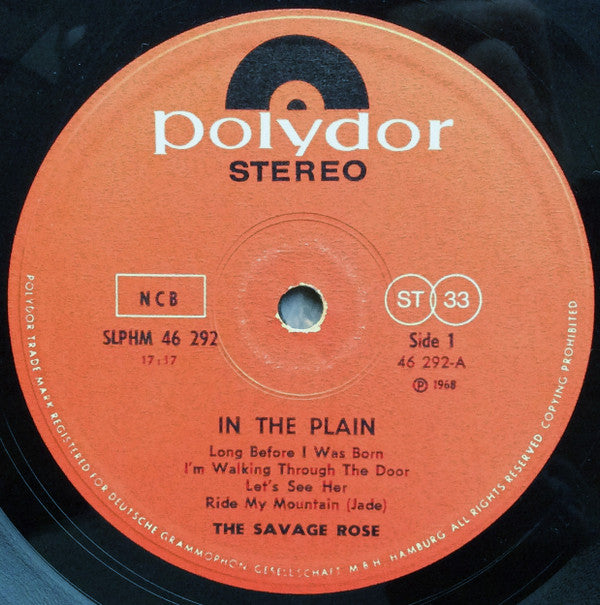 polydor
STEREO
NCB
ST 33
SLPHM 46 292
17:17
Side 1
46 292-A
℗ 1968
IN THE PLAIN
Long Before I Was Born
I'm Walking Through The Door
Let's See Her
Ride My Mountain (Jade)
THE SAVAGE ROSE
POLYDOR TRADE MARK REGISTERED FOR DEUTSCHE GRAMMOPHON GESELLSCHAFT M.B.H. HAMBURG ALL RIGHTS RESERVED COPYING PROHIBITED